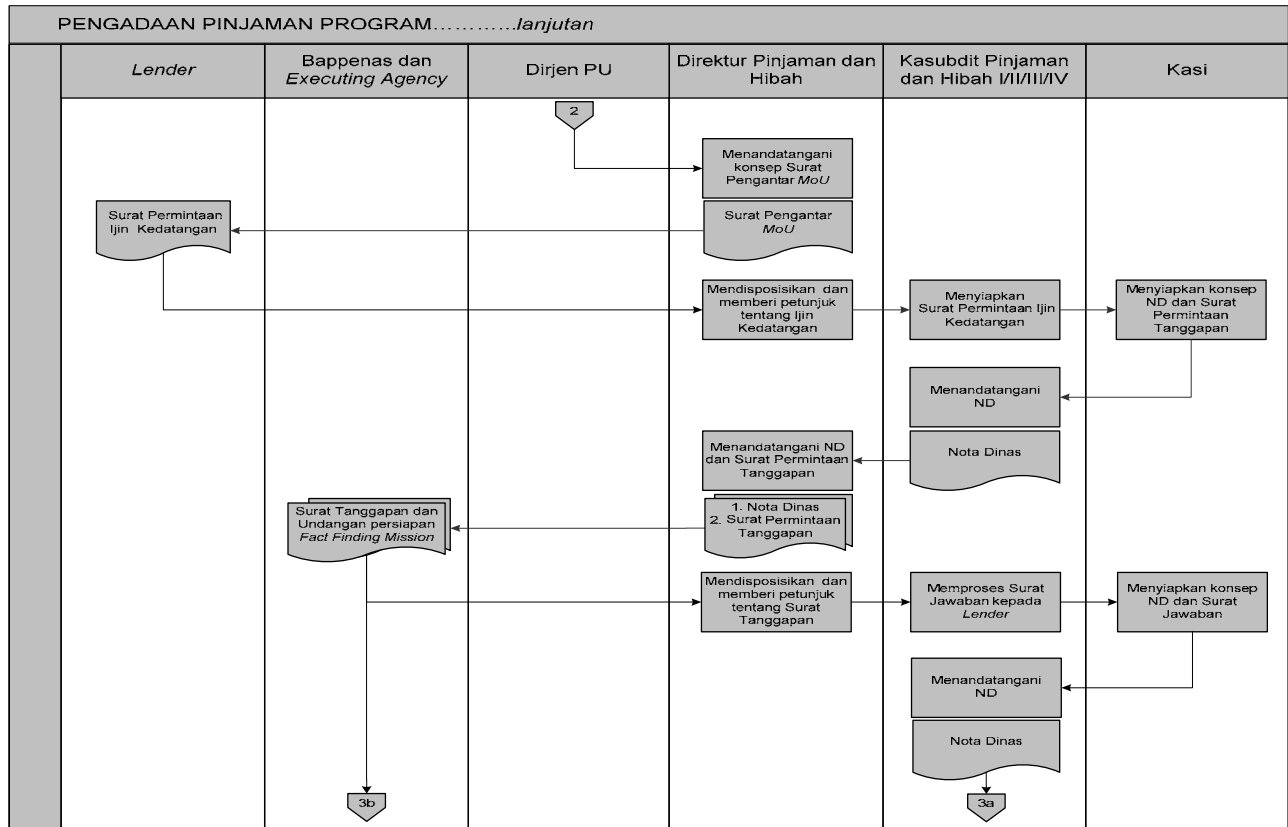 PENGADAAN PINJAMAN PROGRAM............lanjutan
Lender
Bappenas dan
Executing Agency
Dirjen PU
Direktur Pinjaman dan
Hibah
Kasubdit Pinjaman
dan Hibah I/II/III/IV
Kasi
2
Menandatangani
konsep Surat
Pengantar MoU
Surat Permintaan
Ijin Kedatangan
Surat Pengantar
MoU
Mendisposisikan dan
memberi petunjuk
tentang Ijin
Kedatangan
Menyiapkan
Surat Permintaan Ijin
Kedatangan
Menyiapkan konsep
ND dan Surat
Permintaan
Tanggapan
Menandatangani
ND
Menandatangani ND
dan Surat Permintaan
Tanggapan
Nota Dinas
Surat Tanggapan dan
Undangan persiapan
Fact Finding Mission
1. Nota Dinas
2. Surat Permintaan
Tanggapan
Mendisposisikan dan
memberi petunjuk
tentang Surat
Tanggapan
Memproses Surat
Jawaban kepada
Lender
Menyiapkan konsep
ND dan Surat
Jawaban
Menandatangani
ND
Nota Dinas
3b
3a